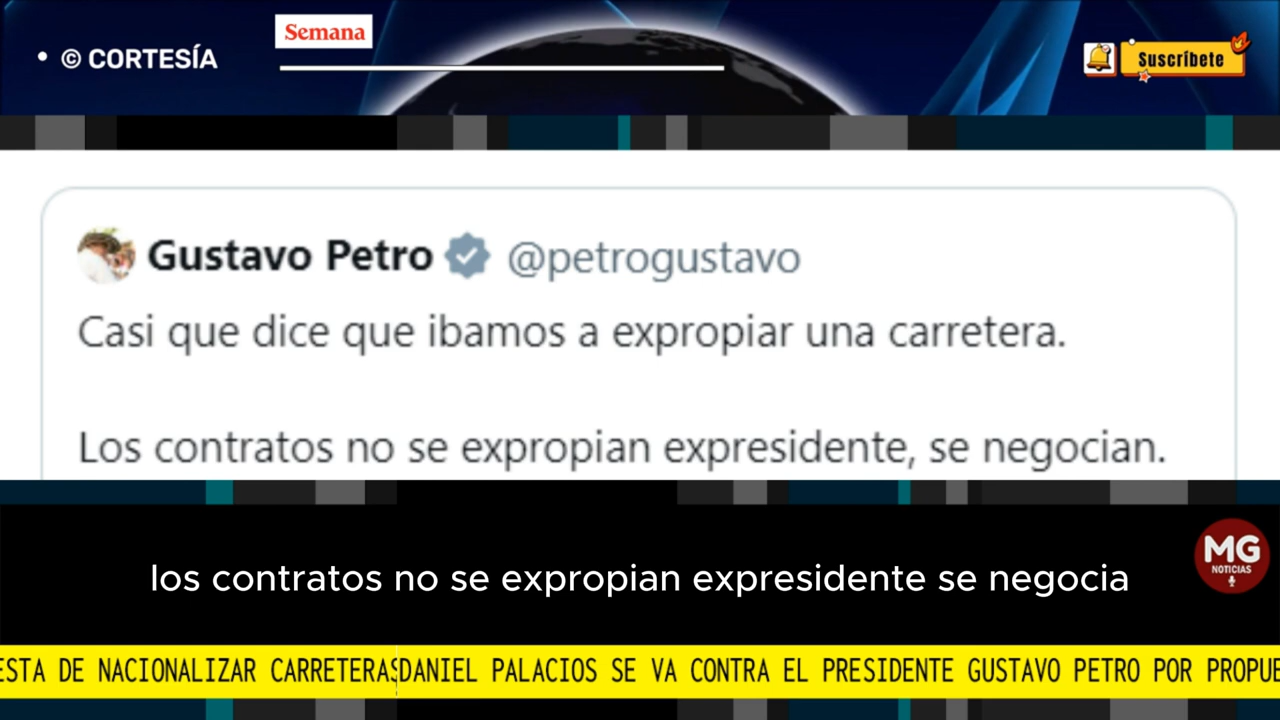 • © CORTESÍA
Semana
Suscríbete
Gustavo Petro @petrogustavo
Casi que dice que ibamos a expropiar una carretera.
Los contratos no se expropian expresidente, se negocian.
los contratos no se expropian expresidente se negocia
MG
NOTICIAS
ESTA DE NACIONALIZAR CARRETERAS DANIEL PALACIOS SE VA CONTRA EL PRESIDENTE GUSTAVO PETRO POR PROPUE